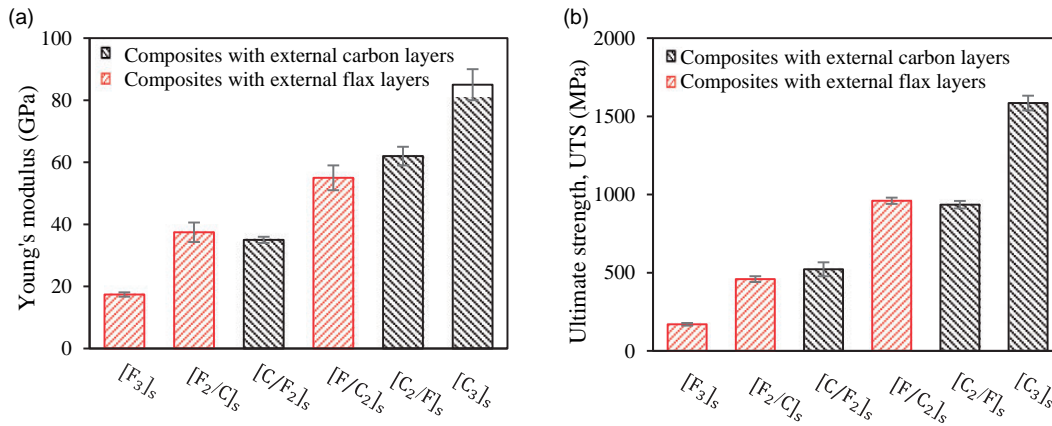 (a)
Young's modulus (GPa)
100
80
60
40
20
0
Composites with external carbon layers
Composites with external flax layers
[F₃]ₛ
[F₂/C]ₛ
[C/F₂]ₛ
[F/C₂]ₛ
[C₂/F]ₛ
[C₃]ₛ
(b)
Ultimate strength, UTS (MPa)
2000
1500
1000
500
0
Composites with external carbon layers
Composites with external flax layers
[F₃]ₛ
[F₂/C]ₛ
[C/F₂]ₛ
[F/C₂]ₛ
[C₂/F]ₛ
[C₃]ₛ